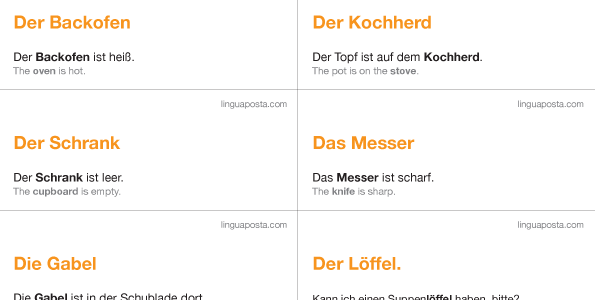 Der Backofen
Der Backofen ist heiß.
The oven is hot.
Der Kochherd
Der Topf ist auf dem Kochherd.
The pot is on the stove.
linguaposta.com
Der Schrank
Der Schrank ist leer.
The cupboard is empty.
linguaposta.com
Das Messer
Das Messer ist scharf.
The knife is sharp.
linguaposta.com
Die Gabel
Die Gabel ist in der Schublade dort.
linguaposta.com
Der Löffel.
Kann ich einen Suppenlöffel haben, bitte?